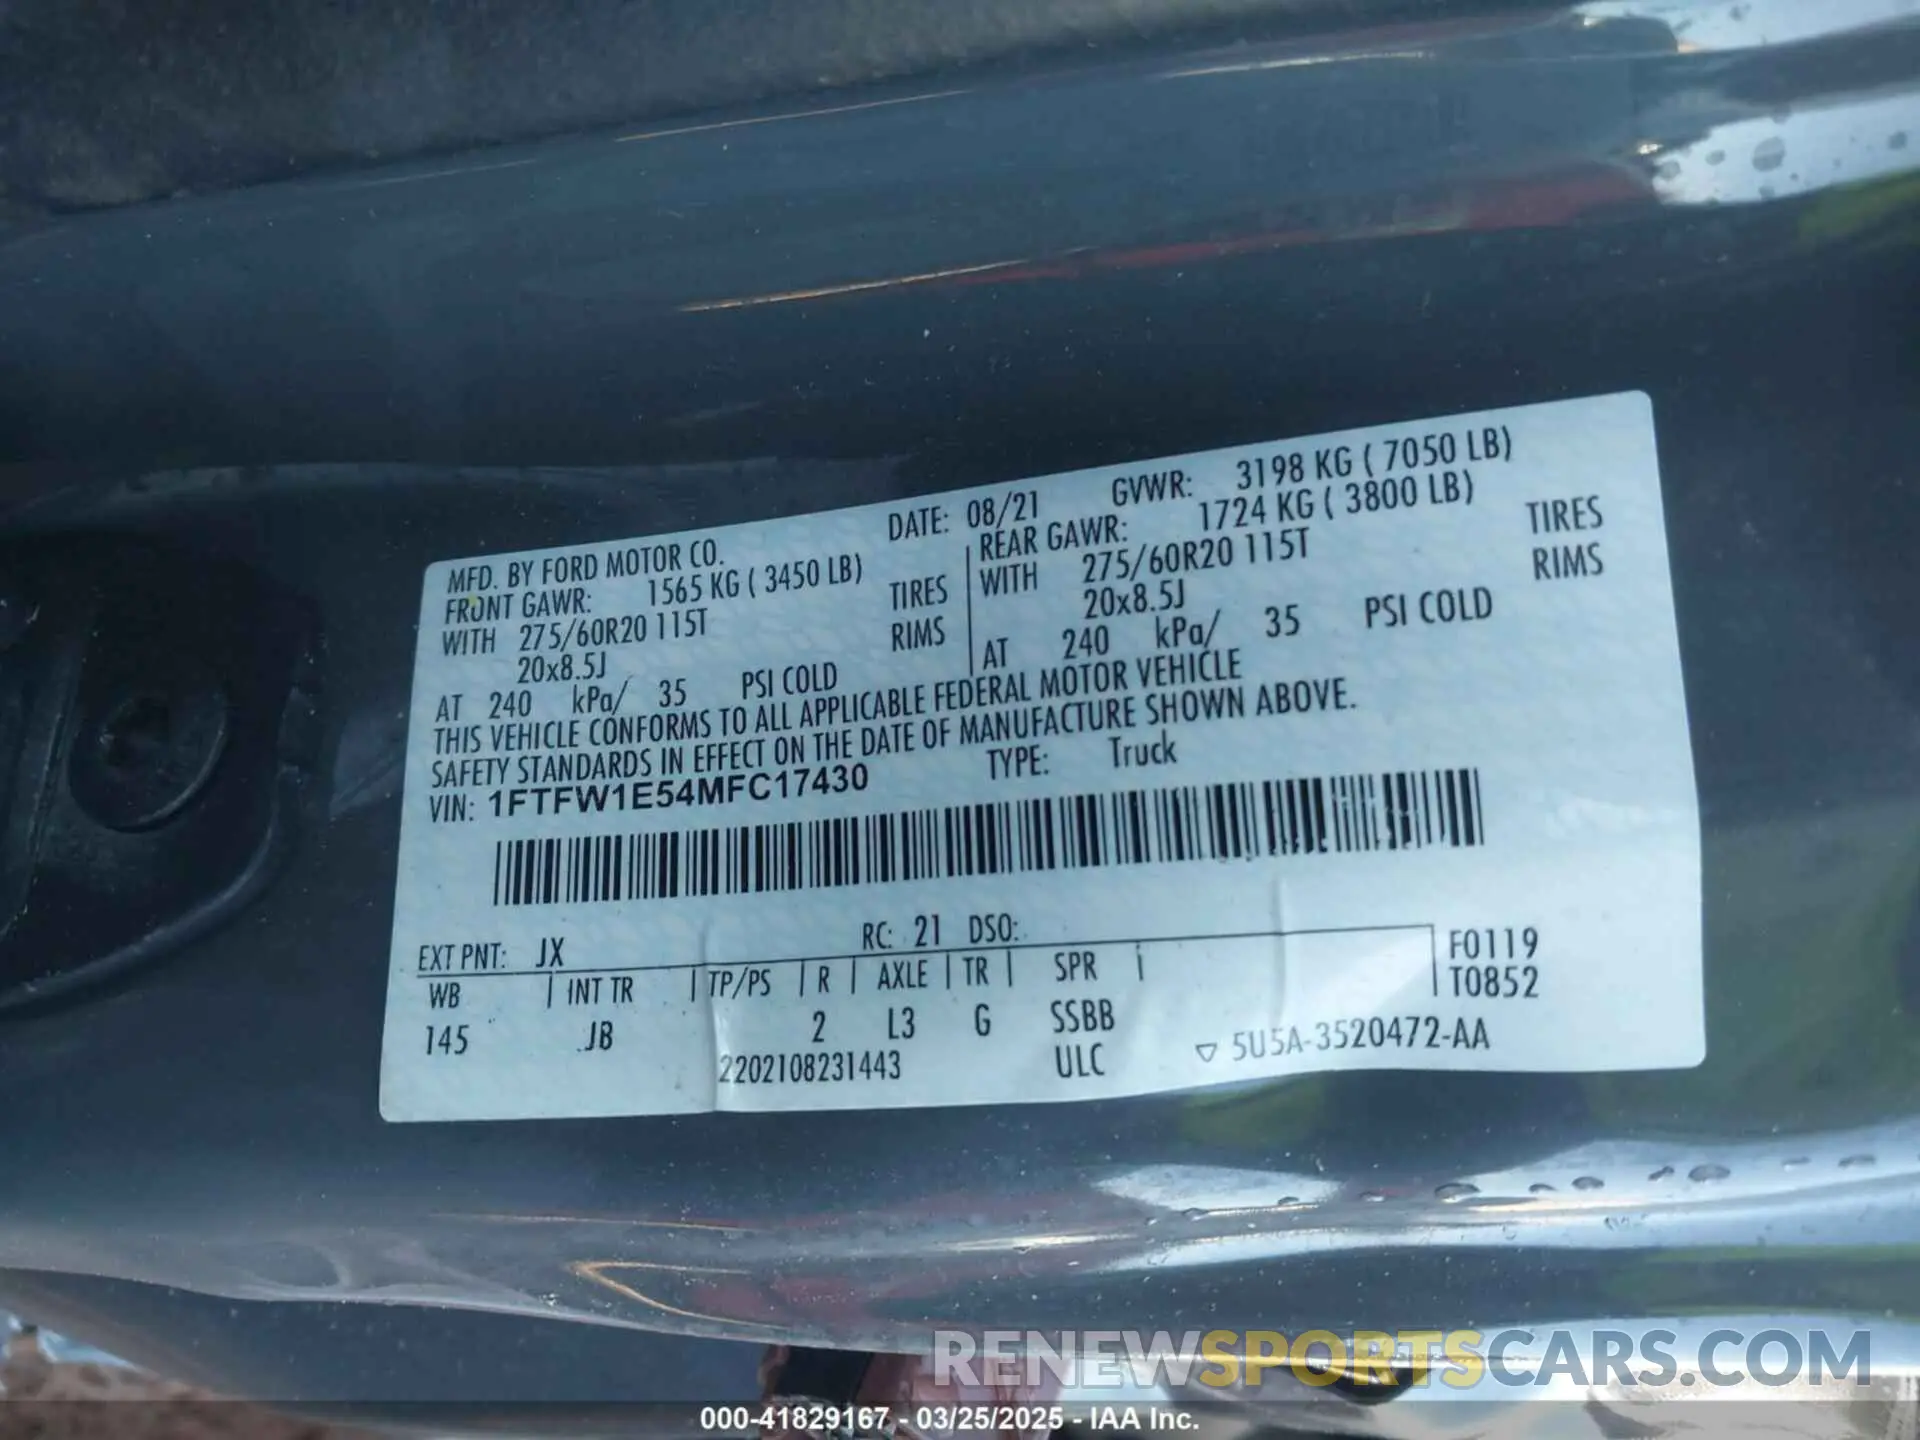 MFD. BY FORD MOTOR CO. DATE: 08/21 GVWR: 3198 KG ( 7050 LB)
FRONT GAWR: 1565 KG ( 3450 LB) REAR GAWR: 1724 KG ( 3800 LB)
WITH 275/60R20 115T TIRES WITH 275/60R20 115T TIRES
20x8.5J RIMS 20x8.5J RIMS
AT 240 kPa/ 35 PSI COLD AT 240 kPa/ 35 PSI COLD
THIS VEHICLE CONFORMS TO ALL APPLICABLE FEDERAL MOTOR VEHICLE
SAFETY STANDARDS IN EFFECT ON THE DATE OF MANUFACTURE SHOWN ABOVE.
VIN: 1FTFW1E54MFC17430 TYPE: Truck
EXT PNT: JX RC: 21 DSO: F0119
WB INT TR TP/PS R AXLE TR SPR T0852
145 JB 2 L3 G SSBB
2202108231443 ULC 5U5A-3520472-AA
RENEWSPORTSCARS.COM
000-41829167 - 03/25/2025 - IAA Inc.